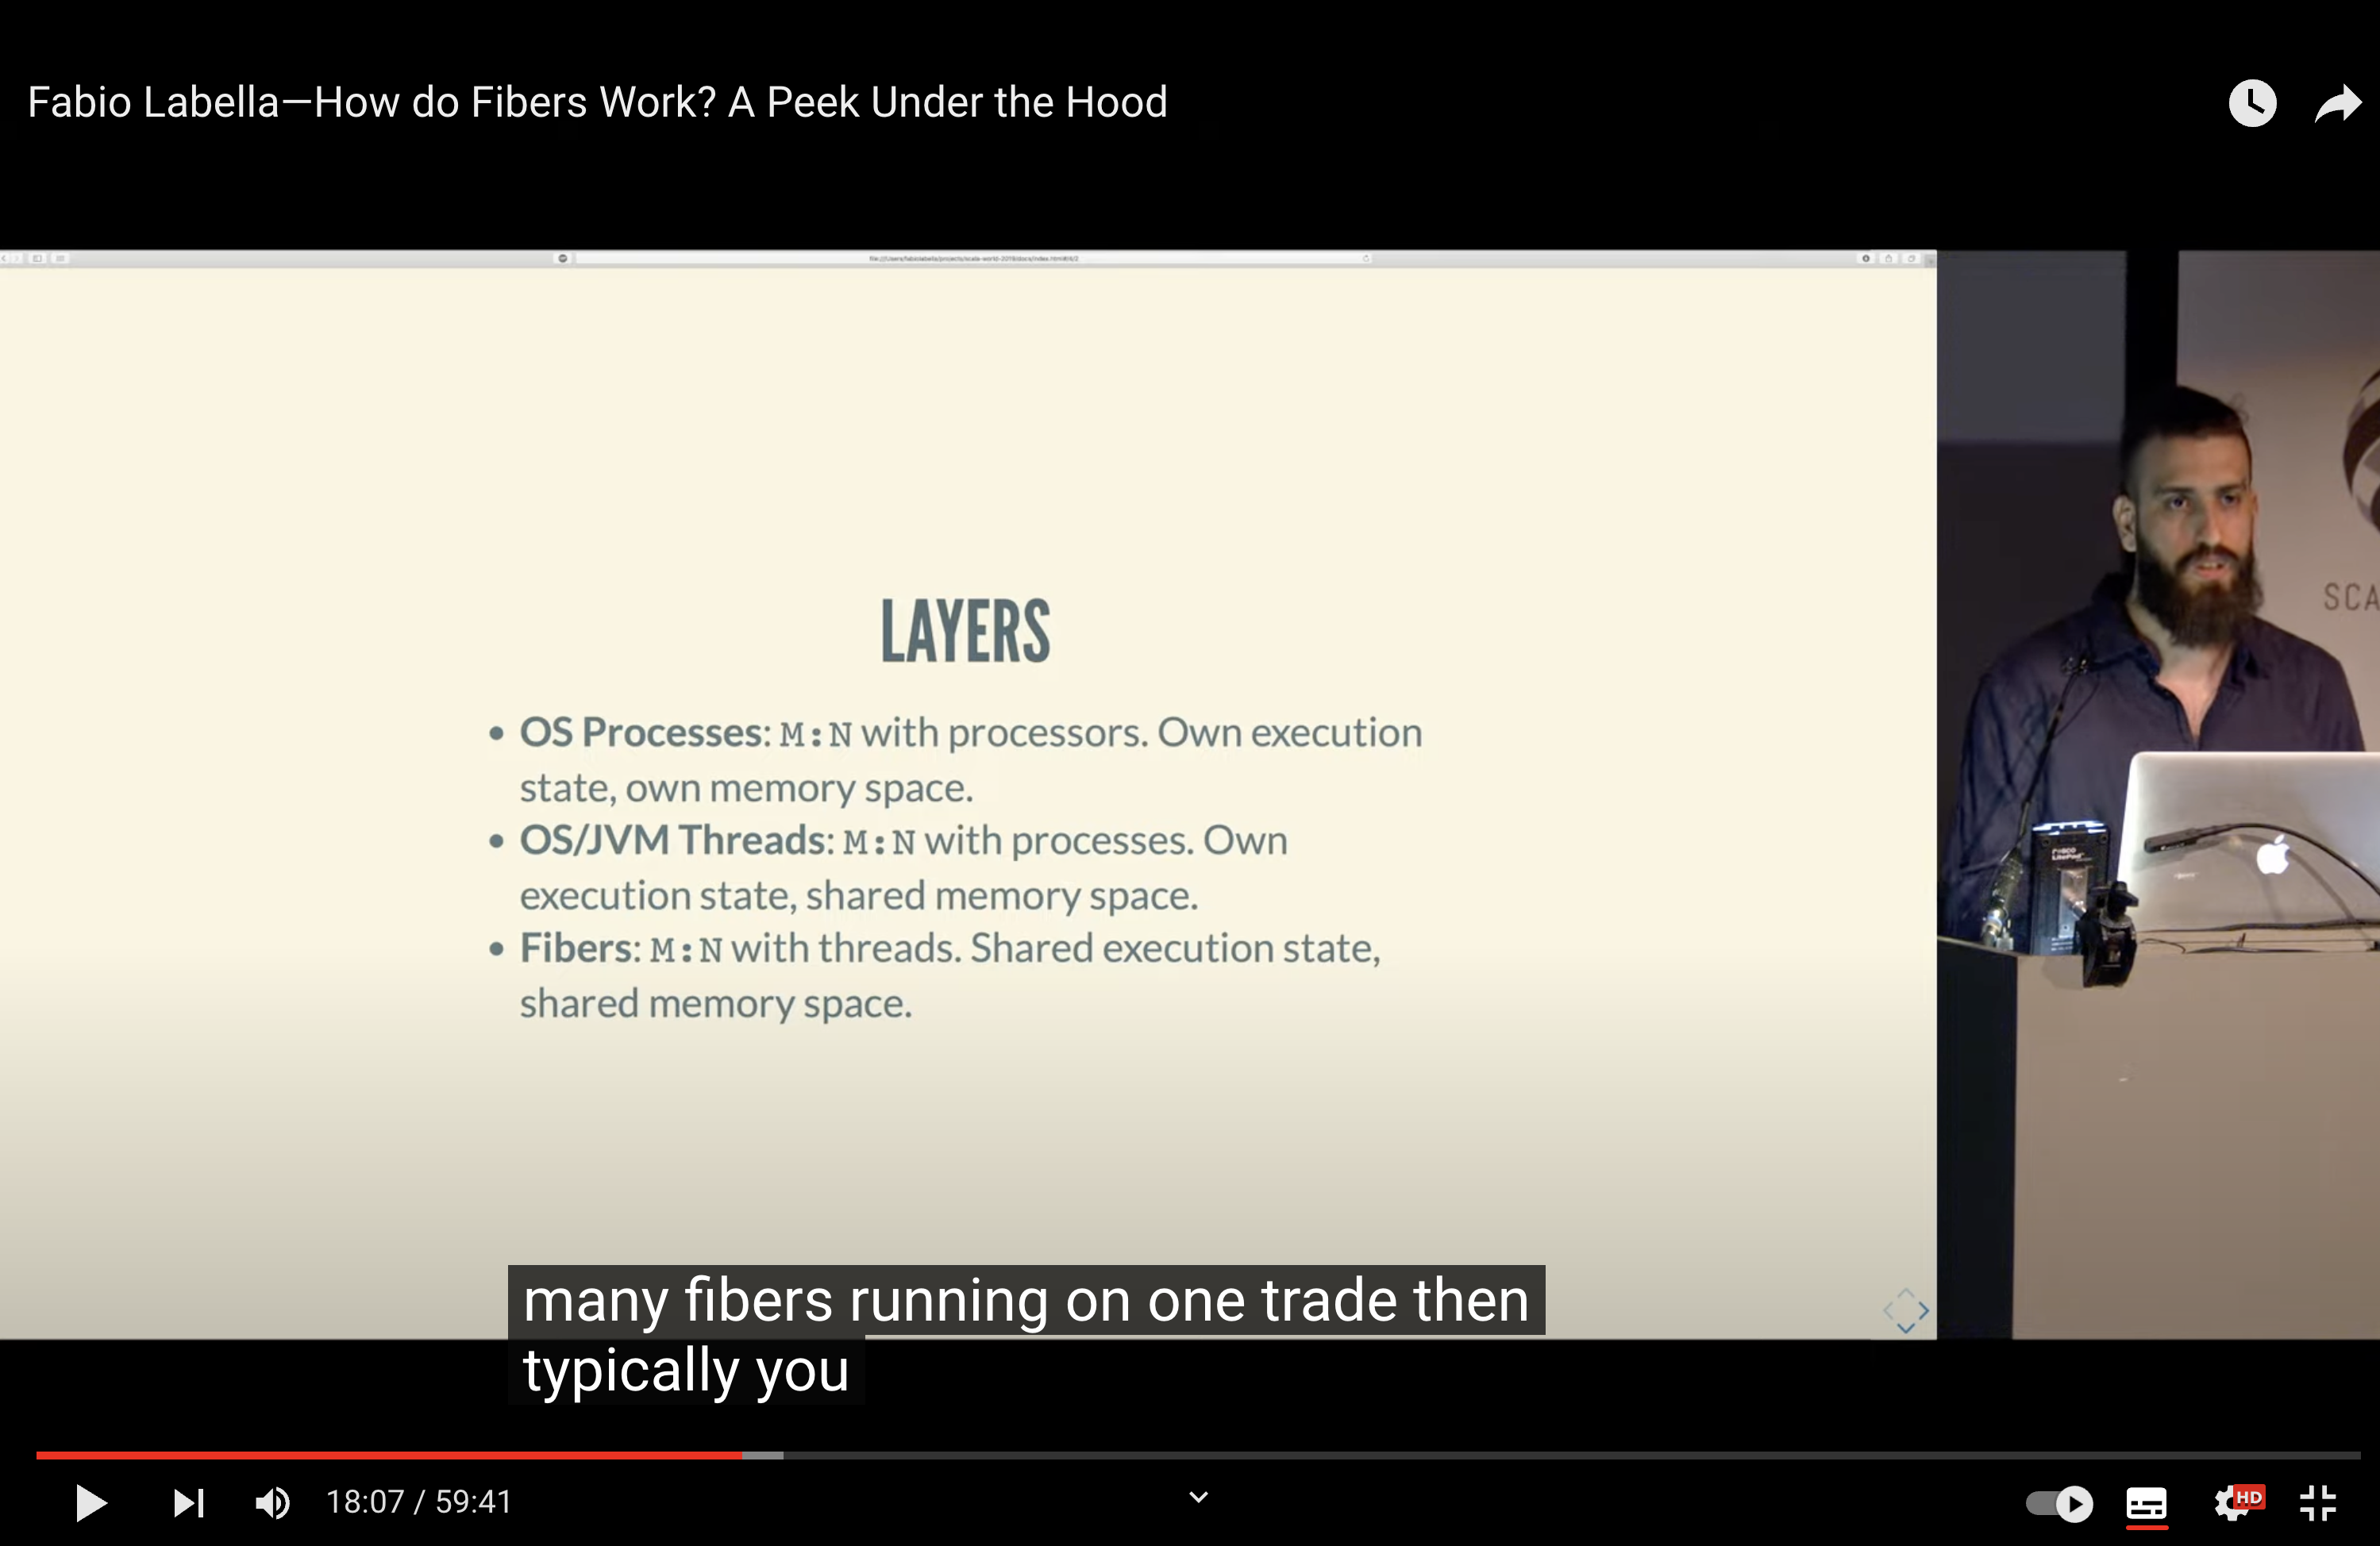 Fabio Labella—How do Fibers Work? A Peek Under the Hood
LAYERS
• OS Processes: M:N with processors. Own execution
state, own memory space.
• OS/JVM Threads: M:N with processes. Own
execution state, shared memory space.
• Fibers: M:N with threads. Shared execution state,
shared memory space.
SCA
many fibers running on one trade then
typically you
18:07 / 59:41
HD